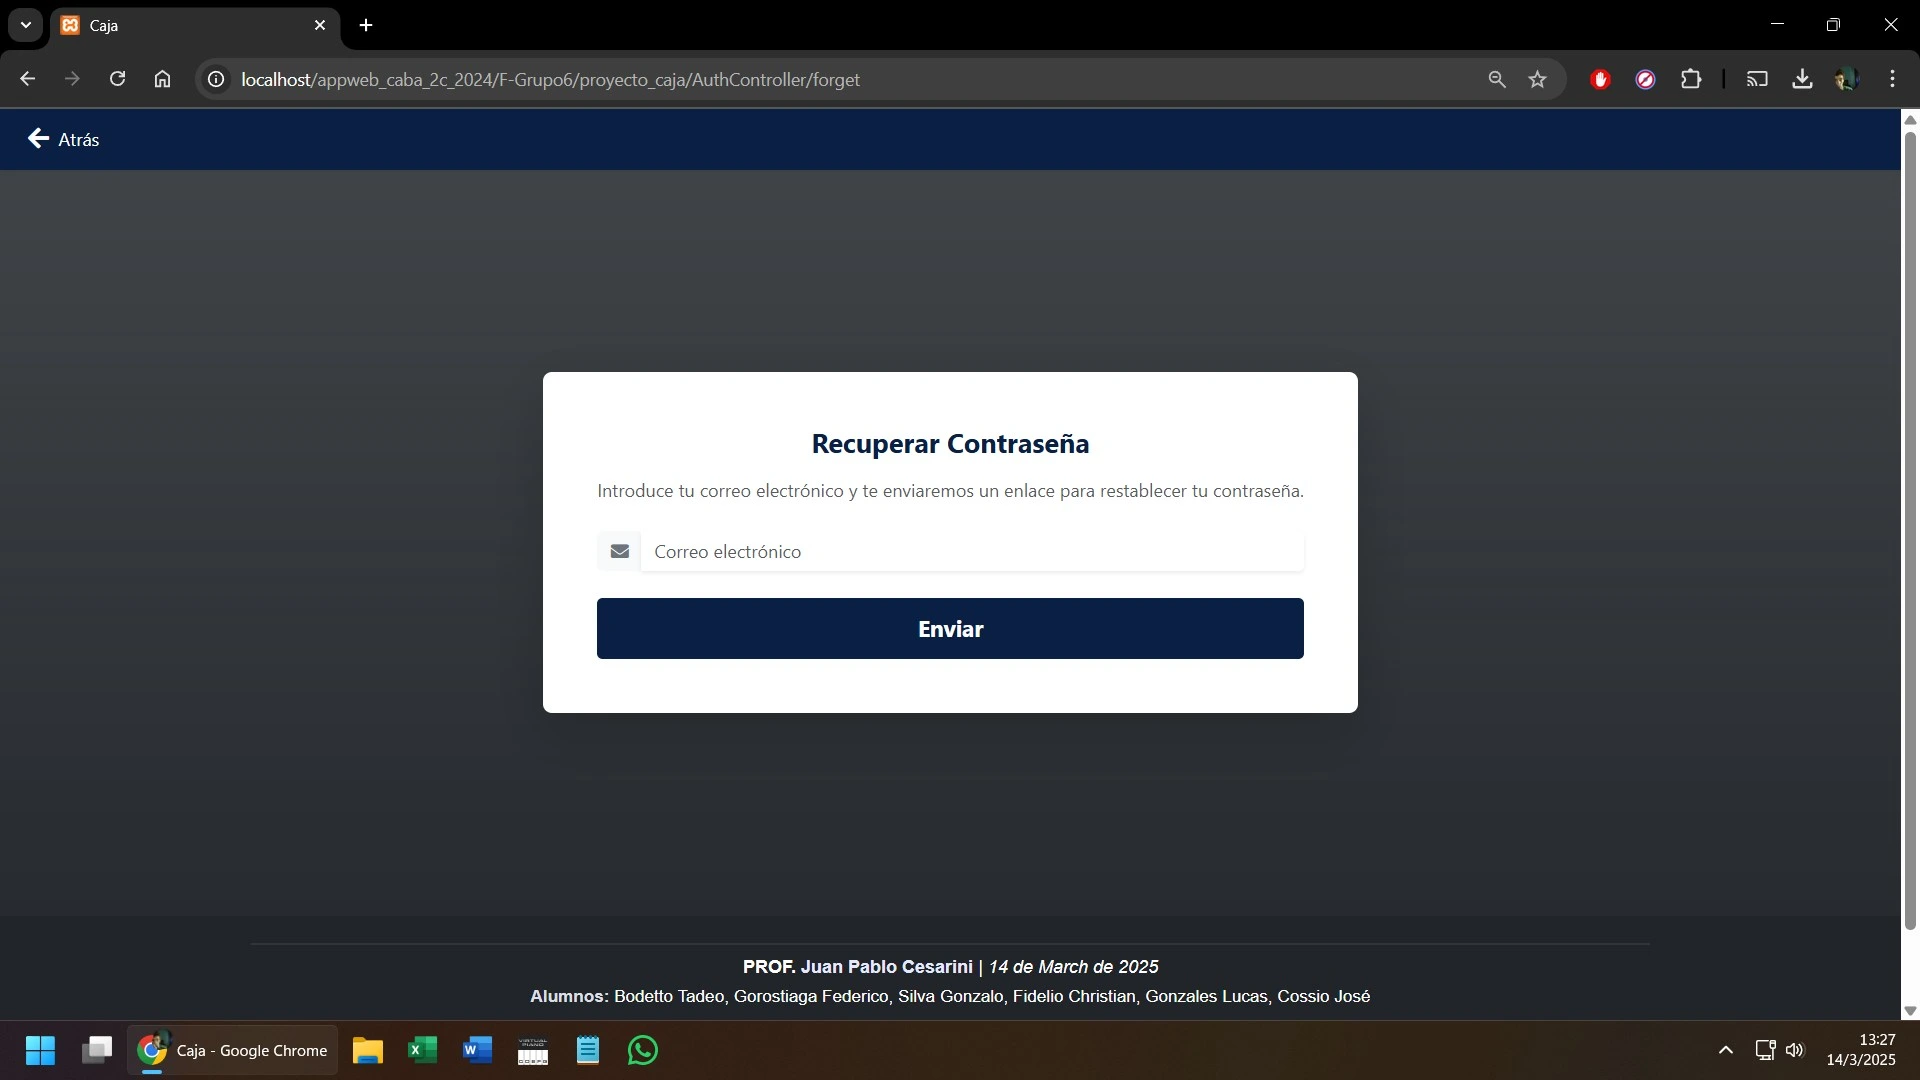 Caja
localhost/appweb_caba_2c_2024/F-Grupo6/proyecto_caja/AuthController/forget
Atrás
Recuperar Contraseña
Introduce tu correo electrónico y te enviaremos un enlace para restablecer tu contraseña.
Correo electrónico
Enviar
PROF. Juan Pablo Cesarini | 14 de March de 2025
Alumnos: Bodetto Tadeo, Gorostiaga Federico, Silva Gonzalo, Fidelio Christian, Gonzales Lucas, Cossio José
Caja - Google Chrome
VIRTUAL PIANO
13:27
14/3/2025